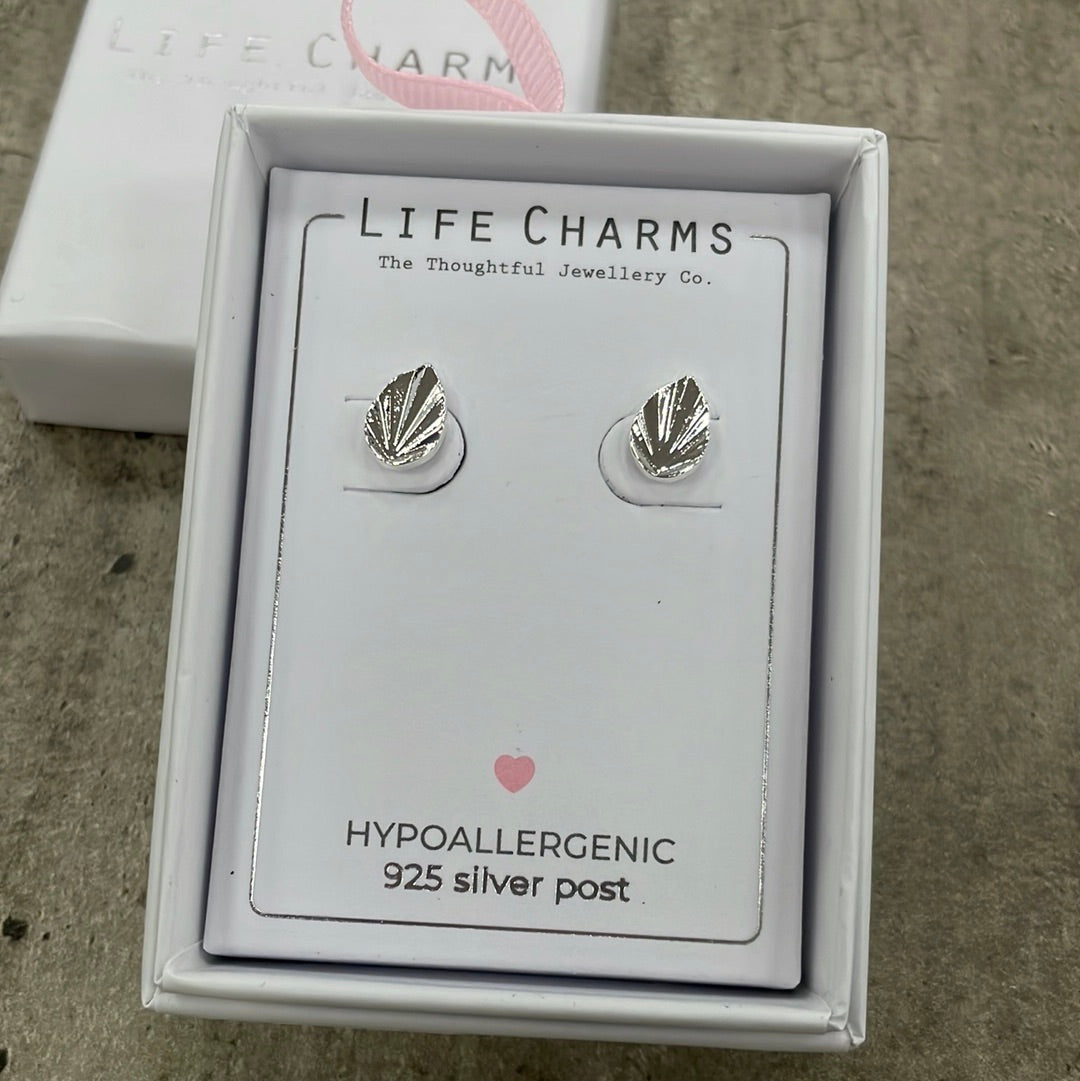 LIFE CHARM
LIFE CHARMS
The Thoughtful Jewellery Co.
HYPOALLERGENIC
925 silver post